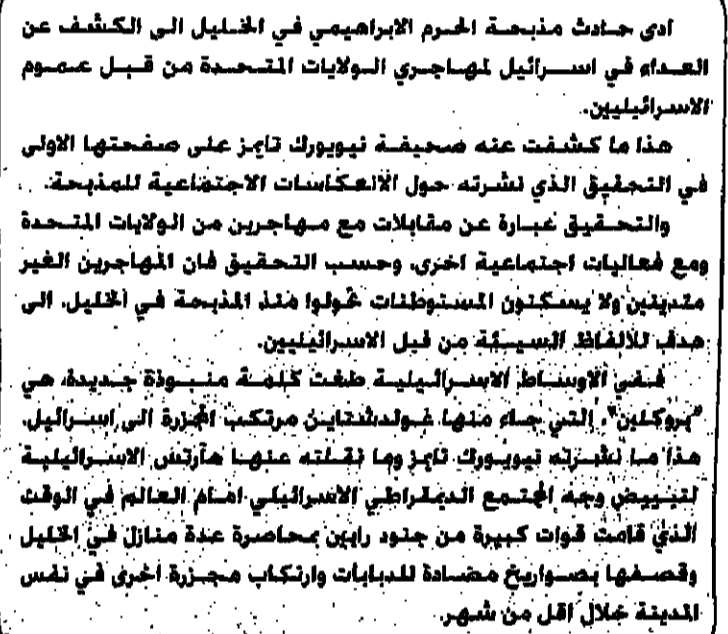 ادى حادث مذبحة الحرم الابراهيمي في الخليل الى الكشف عن
العداء في اسرائيل لمهاجري الولايات المتحدة من قبل عموم
الاسرائيليين.
هذا ما كشفت عنه صحيفة نيويورك تايمز على صفحتها الاولى
في التحقيق الذي نشرته حول الانعكاسات الاجتماعية للمذبحة.
والتحقيق عبارة عن مقابلات مع مهاجرين من الولايات المتحدة
ومع فعاليات اجتماعية اخرى، وحسب التحقيق فان المهاجرين الغير
متدينين ولا يسكنون المستوطنات تحولوا منذ المذبحة في الخليل، الى
هدف للالفاظ السيئة من قبل الاسرائيليين.
ففي الاوساط الاسرائيلية طغت كلمة منبوذة جديدة، هي
"بروكلين"، التي جاء منها غولدشتاين مرتكب المجزرة الى اسرائيل.
هذا ما نشرته نيويورك تايمز وما نقلته عنها هآرتس الاسرائيلية
لتبييض وجه المجتمع الديمقراطي الاسرائيلي امام العالم في الوقت
الذي قامت قوات كبيرة من جنود رابين بمحاصرة عدة منازل في الخليل
وقصفها بصواريخ مضادة للدبابات وارتكاب مجزرة اخرى في نفس
المدينة خلال اقل من شهر.